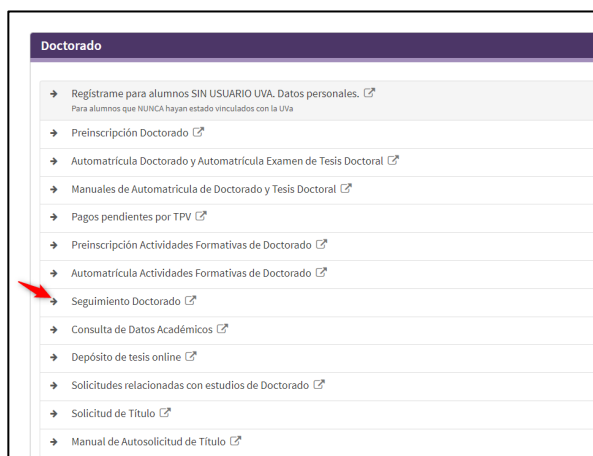 Doctorado
Regístrame para alumnos SIN USUARIO UVA. Datos personales.
Para alumnos que NUNCA hayan estado vinculados con la UVa
Preinscripción Doctorado
Automatrícula Doctorado y Automatrícula Examen de Tesis Doctoral
Manuales de Automatricula de Doctorado y Tesis Doctoral
Pagos pendientes por TPV
Preinscripción Actividades Formativas de Doctorado
Automatrícula Actividades Formativas de Doctorado
Seguimiento Doctorado
Consulta de Datos Académicos
Depósito de tesis online
Solicitudes relacionadas con estudios de Doctorado
Solicitud de Título
Manual de Autosolicitud de Título